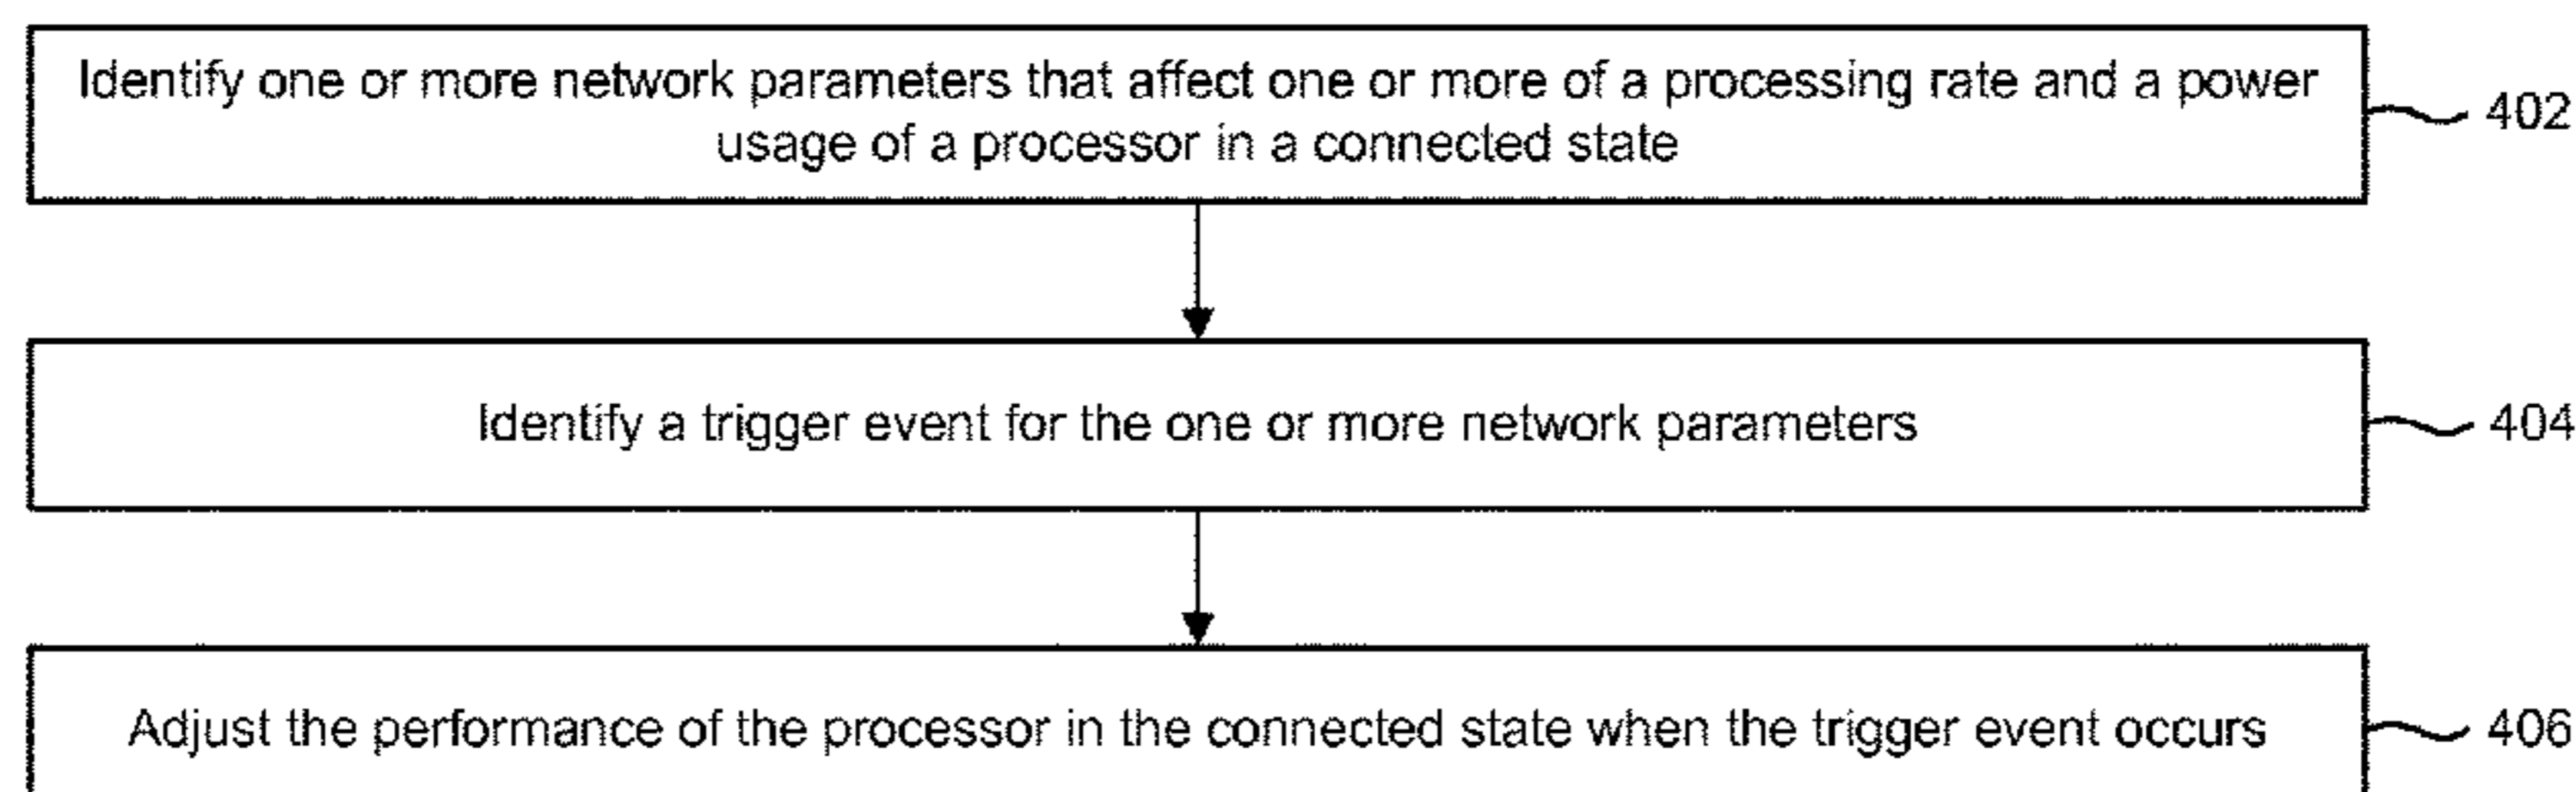 Identify one or more network parameters that affect one or more of a processing rate and a power
usage of a processor in a connected state
402
Identify a trigger event for the one or more network parameters
404
Adjust the performance of the processor in the connected state when the trigger event occurs
406